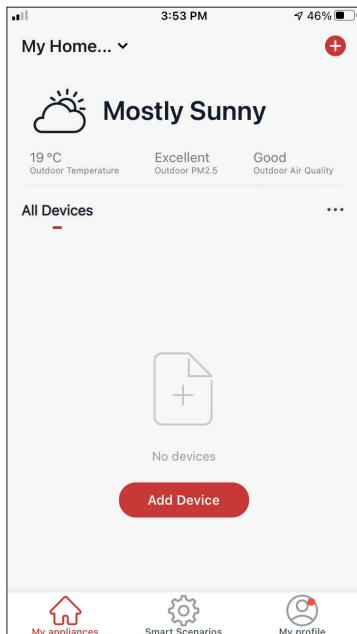 3:53 PM
46%
My Home...
Mostly Sunny
19 °C Excellent Good
Outdoor Temperature Outdoor PM2.5 Outdoor Air Quality
All Devices
No devices
Add Device
My appliances Smart Scenarios My profile